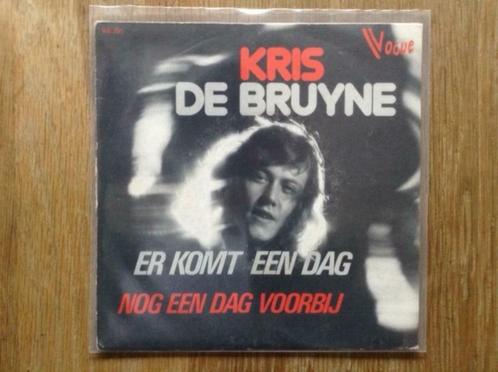 Vogue
KRIS
DE BRUYNE
ER KOMT EEN DAG
NOG EEN DAG VOORBIJ